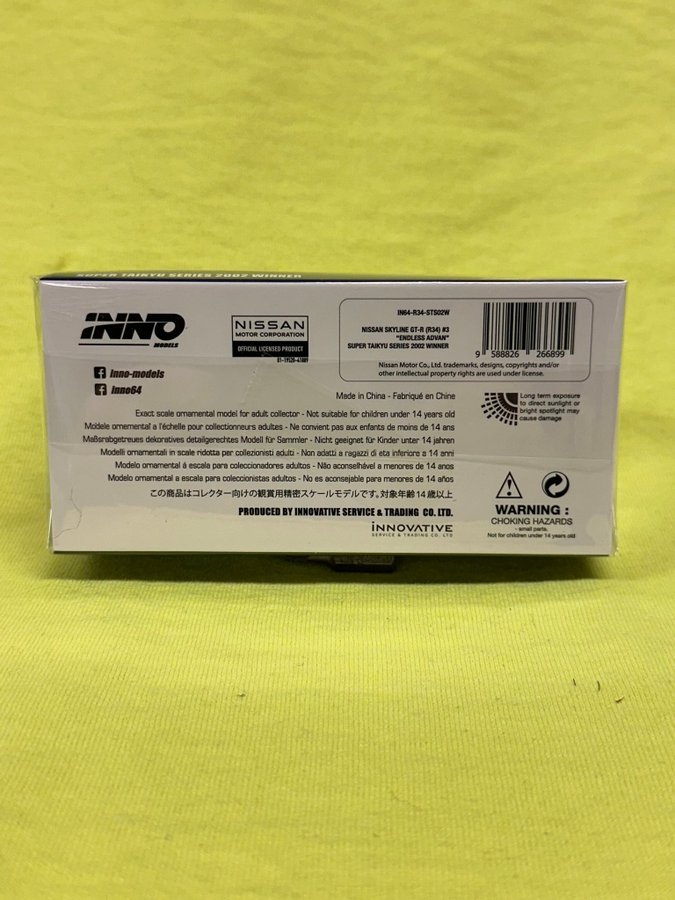 SUPER TAIKYU SERIES 2002 WINNER
INNO
MODELS
NISSAN
MOTOR CORPORATION
OFFICIAL LICENSED PRODUCT
IN64-R34-STS02W
NISSAN SKYLINE GT-R (R34) #3
"ENDLESS ADVAN"
SUPER TAIKYU SERIES 2002 WINNER
9 588826 266899
Nissan Motor Co., Ltd. trademarks, designs, copyrights and/or
other intellectual property rights are used under license.
inno-models
inno64
Made in China - Fabriqué en Chine
Long term exposure
to direct sunlight or
bright spotlight may
cause damage
Exact scale ornamental model for adult collector - Not suitable for children under 14 years old
Modele ornamental a l'échelle pour collectionneurs adultes - Ne convient pas aux enfants de moins de 14 ans
Maßsrabgetreues dekoratives detailgerechtes Modell für Sammler - Nicht geeignet für Kinder unter 14 jahren
Modelli ornamentali in scale ridotta per collezionisti adulti - Non adatti a ragazzi di eta inferiore a 14 anni
Modelo ornamental á escala para coleccionadores adultos - Não aconselhável a menores de 14 anos
Modelo ornamental a escala para coleccionistas adultos - No es aconsejable para menores de 14 años
この商品はコレクター向けの観賞用精密スケールモデルです。対象年齢14歳以上
PRODUCED BY INNOVATIVE SERVICE & TRADING CO. LTD.
INNOVATIVE
SERVICE & TRADING CO. LTD
WARNING :
CHOKING HAZARDS
- small parts.
Not for children under 14 years.old